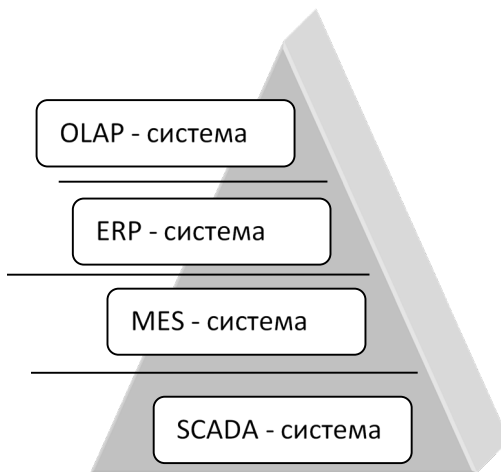 OLAP - система
ERP - система
MES - система
SCADA - система